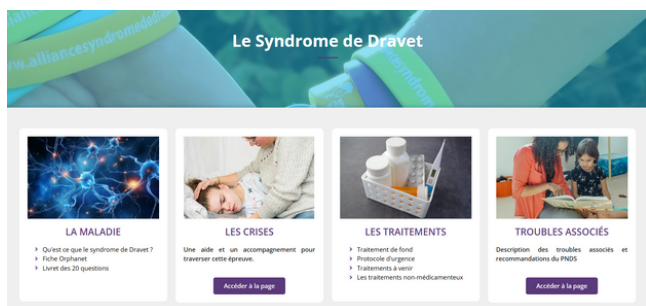 www.alliancesyndromededra
Le Syndrome de Dravet
LA MALADIE
Qu'est ce que le syndrome de Dravet ?
Fiche Orphanet
Livret des 20 questions
LES CRISES
Une aide et un accompagnement pour
traverser cette épreuve.
Accéder à la page
LES TRAITEMENTS
Traitement de fond
Protocole d'urgence
Traitements à venir
Les traitements non-médicamenteux
TROUBLES ASSOCIÉS
Description des troubles associés et
recommandations du PNDS
Accéder à la page